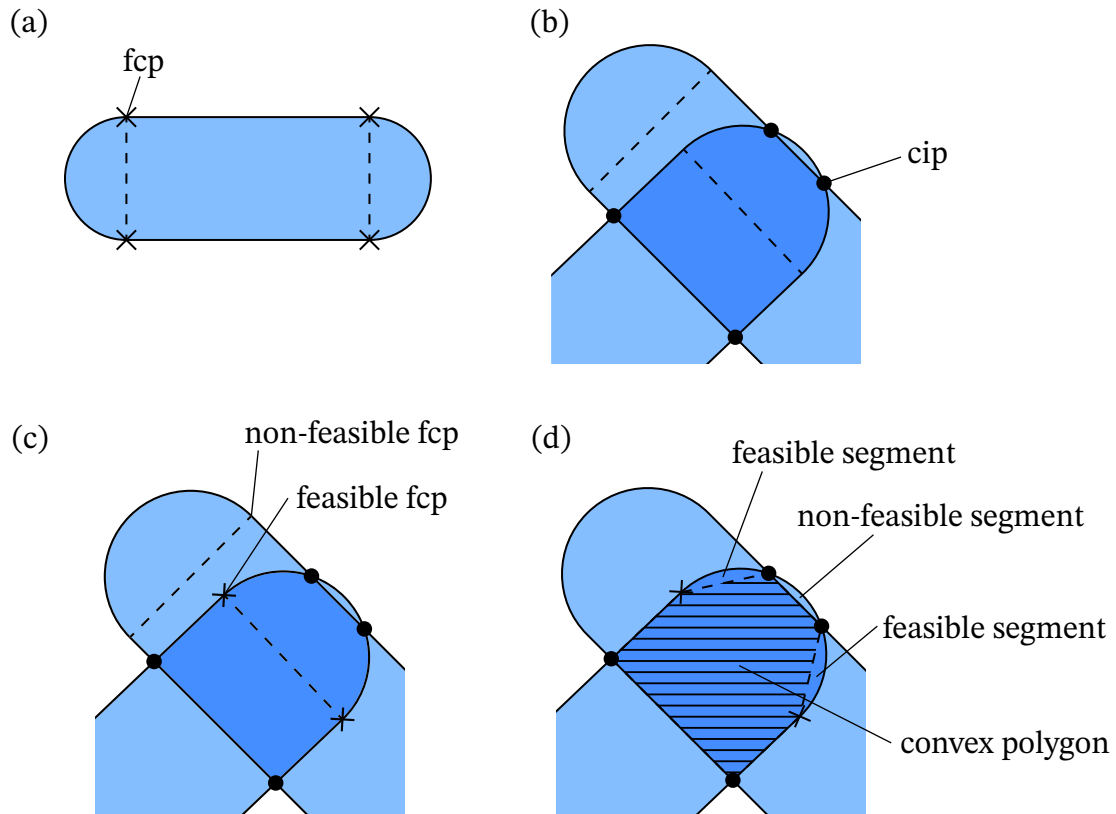 (a)
fcp
(b)
cip
(c)
non-feasible fcp
feasible fcp
(d)
feasible segment
non-feasible segment
feasible segment
convex polygon